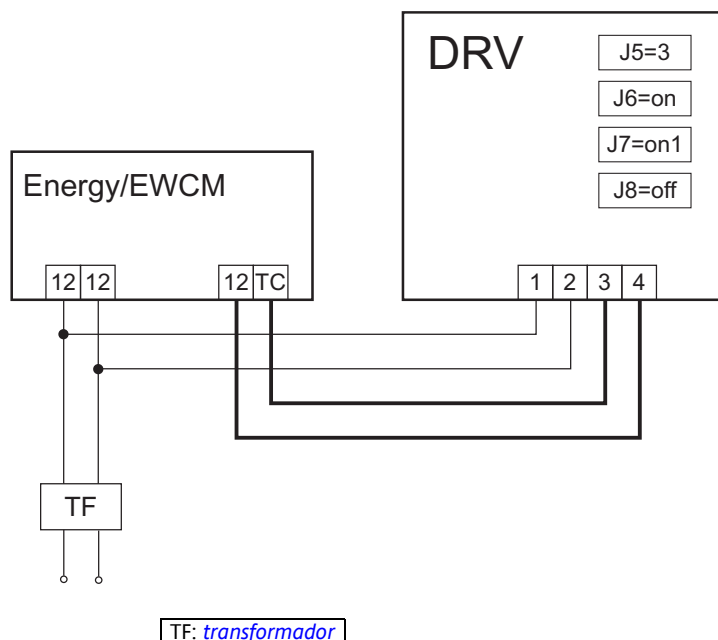 DRV
J5=3
J6=on
J7=on1
J8=off
Energy/EWCM
12 12 12 TC
1 2 3 4
TF
TF: transformador